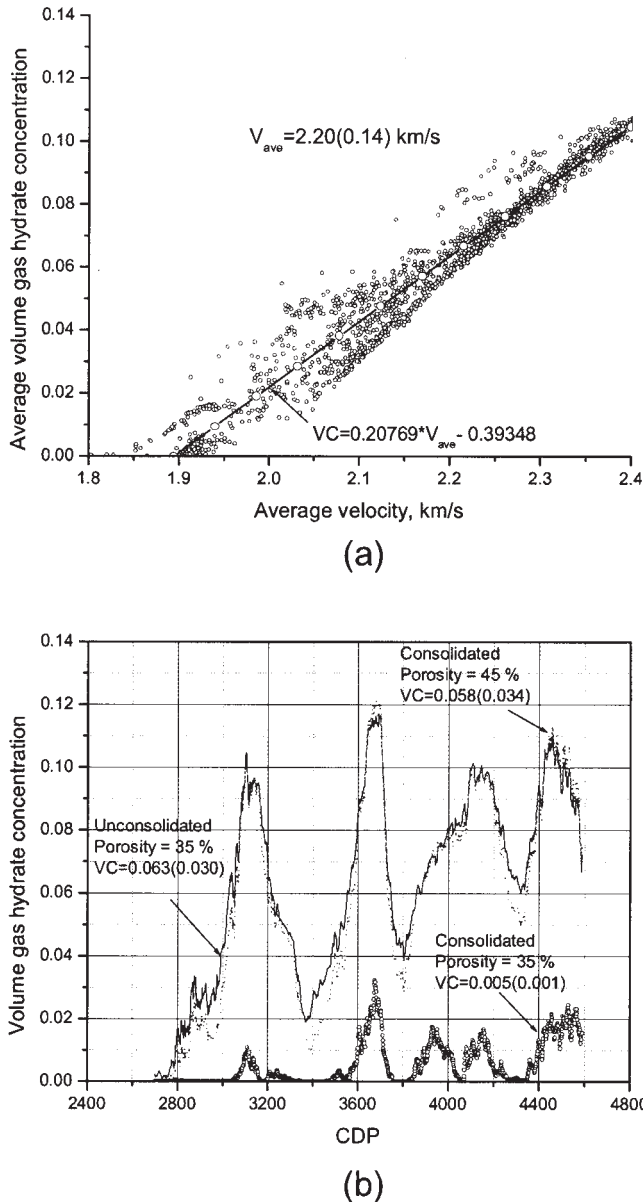 0.14
0.12
0.10
0.08
0.06
0.04
0.02
0.00
Average volume gas hydrate concentration
V_ave=2.20(0.14) km/s
VC=0.20769*V_ave - 0.39348
1.8 1.9 2.0 2.1 2.2 2.3 2.4
Average velocity, km/s
(a)
0.14
0.12
0.10
0.08
0.06
0.04
0.02
0.00
Volume gas hydrate concentration
Consolidated
Porosity = 45 %
VC=0.058(0.034)
Unconsolidated
Porosity = 35 %
VC=0.063(0.030)
Consolidated
Porosity = 35%
VC=0.005(0.001)
2400 2800 3200 3600 4000 4400 4800
CDP
(b)